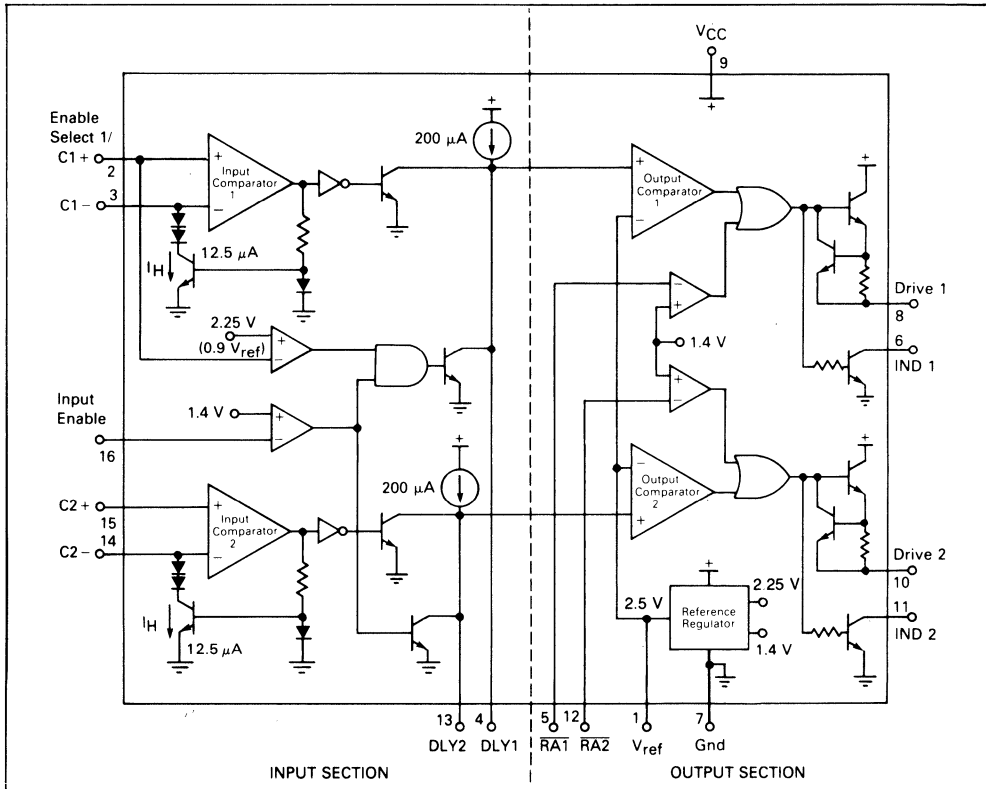 VCC
9
Enable
Select 1/
C1 +
2
3
C1 −
+
−
Input
Comparator
1
200 μA
+
IH
12.5 μA
2.25 V
(0.9 Vref)
+
−
Input
Enable
1.4 V
16
+
−
C2 +
15
14
C2 −
+
−
Input
Comparator
2
200 μA
+
IH
12.5 μA
+
+
−
Output
Comparator
1
−
+
1.4 V
+
−
−
+
Output
Comparator
2
+
Drive 1
8
6
IND 1
+
Drive 2
10
11
IND 2
2.5 V
+
Reference
Regulator
2.25 V
1.4 V
13
4
5
12
1
7
DLY2
DLY1
RA1
RA2
Vref
Gnd
INPUT SECTION
OUTPUT SECTION